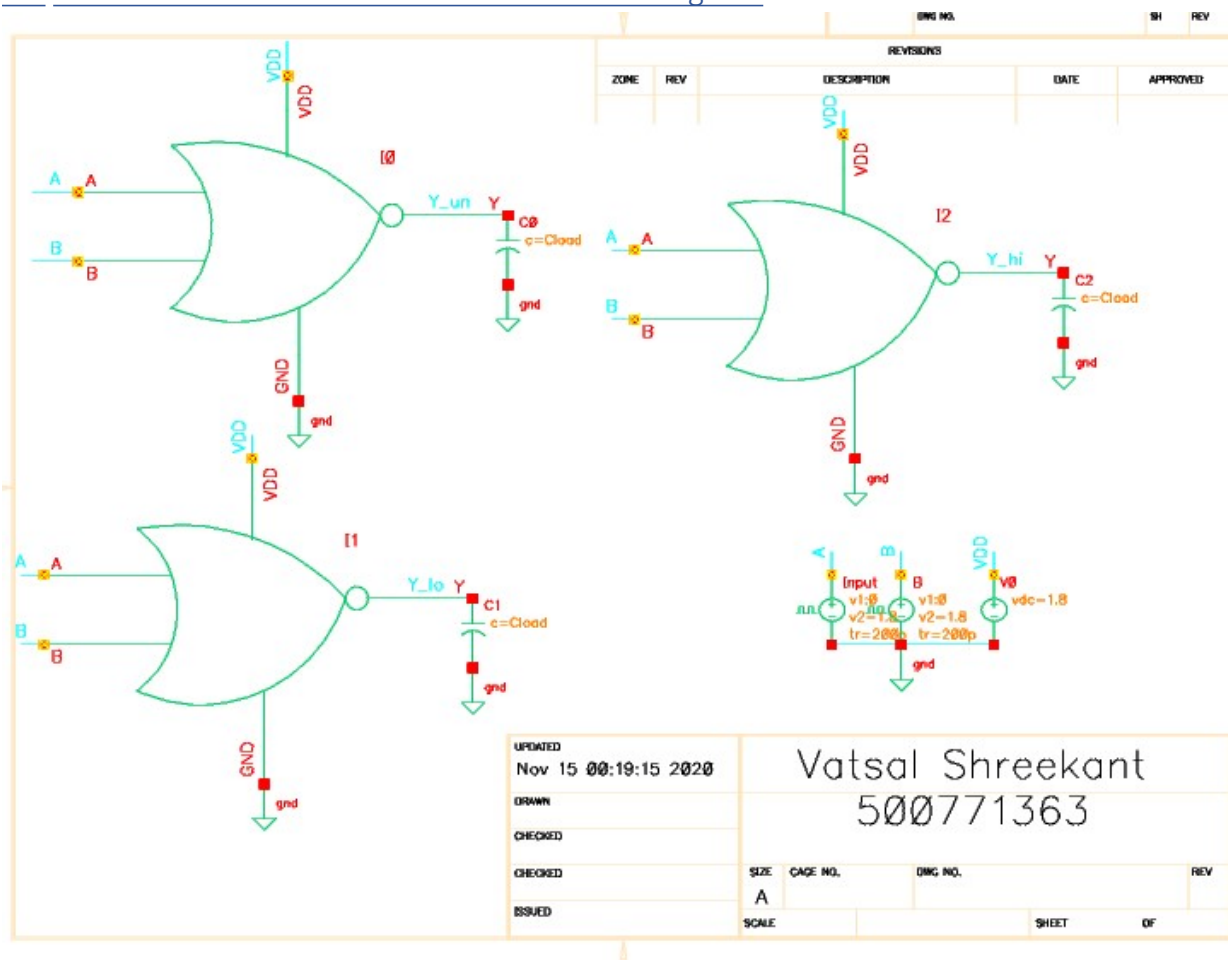 DWG NO. SH REV
REVISIONS
ZONE REV DESCRIPTION DATE APPROVED
VDD
VDD
I0
A A
B B
Y_un Y
C0
c=Cload
gnd
GND
gnd
VDD
VDD
I2
A A
B B
Y_hi Y
C2
c=Cload
gnd
GND
gnd
VDD
VDD
I1
A A
B B
Y_lo Y
C1
c=Cload
gnd
GND
gnd
A B VDD
Input B V0
v1:0 v1:0 vdc=1.8
v2=1.8 v2=1.8
tr=200p tr=200p
gnd
UPDATED
Nov 15 00:19:15 2020
DRAWN
CHECKED
CHECKED
ISSUED
Vatsal Shreekant
500771363
SIZE CAGE NO. DWG NO. REV
A
SCALE SHEET OF